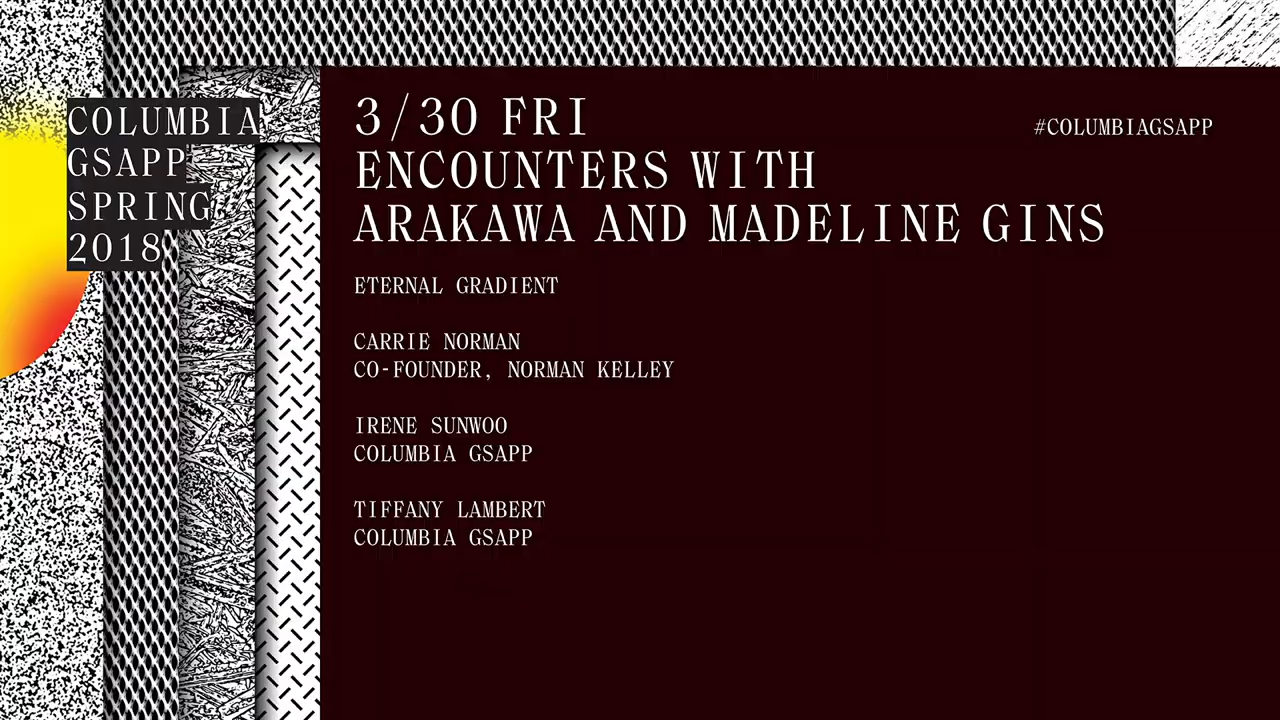 COLUMBIA
GSAPP
SPRING
2018
3/30 FRI
ENCOUNTERS WITH
ARAKAWA AND MADELINE GINS
#COLUMBIAGSAPP
ETERNAL GRADIENT
CARRIE NORMAN
CO-FOUNDER, NORMAN KELLEY
IRENE SUNWOO
COLUMBIA GSAPP
TIFFANY LAMBERT
COLUMBIA GSAPP